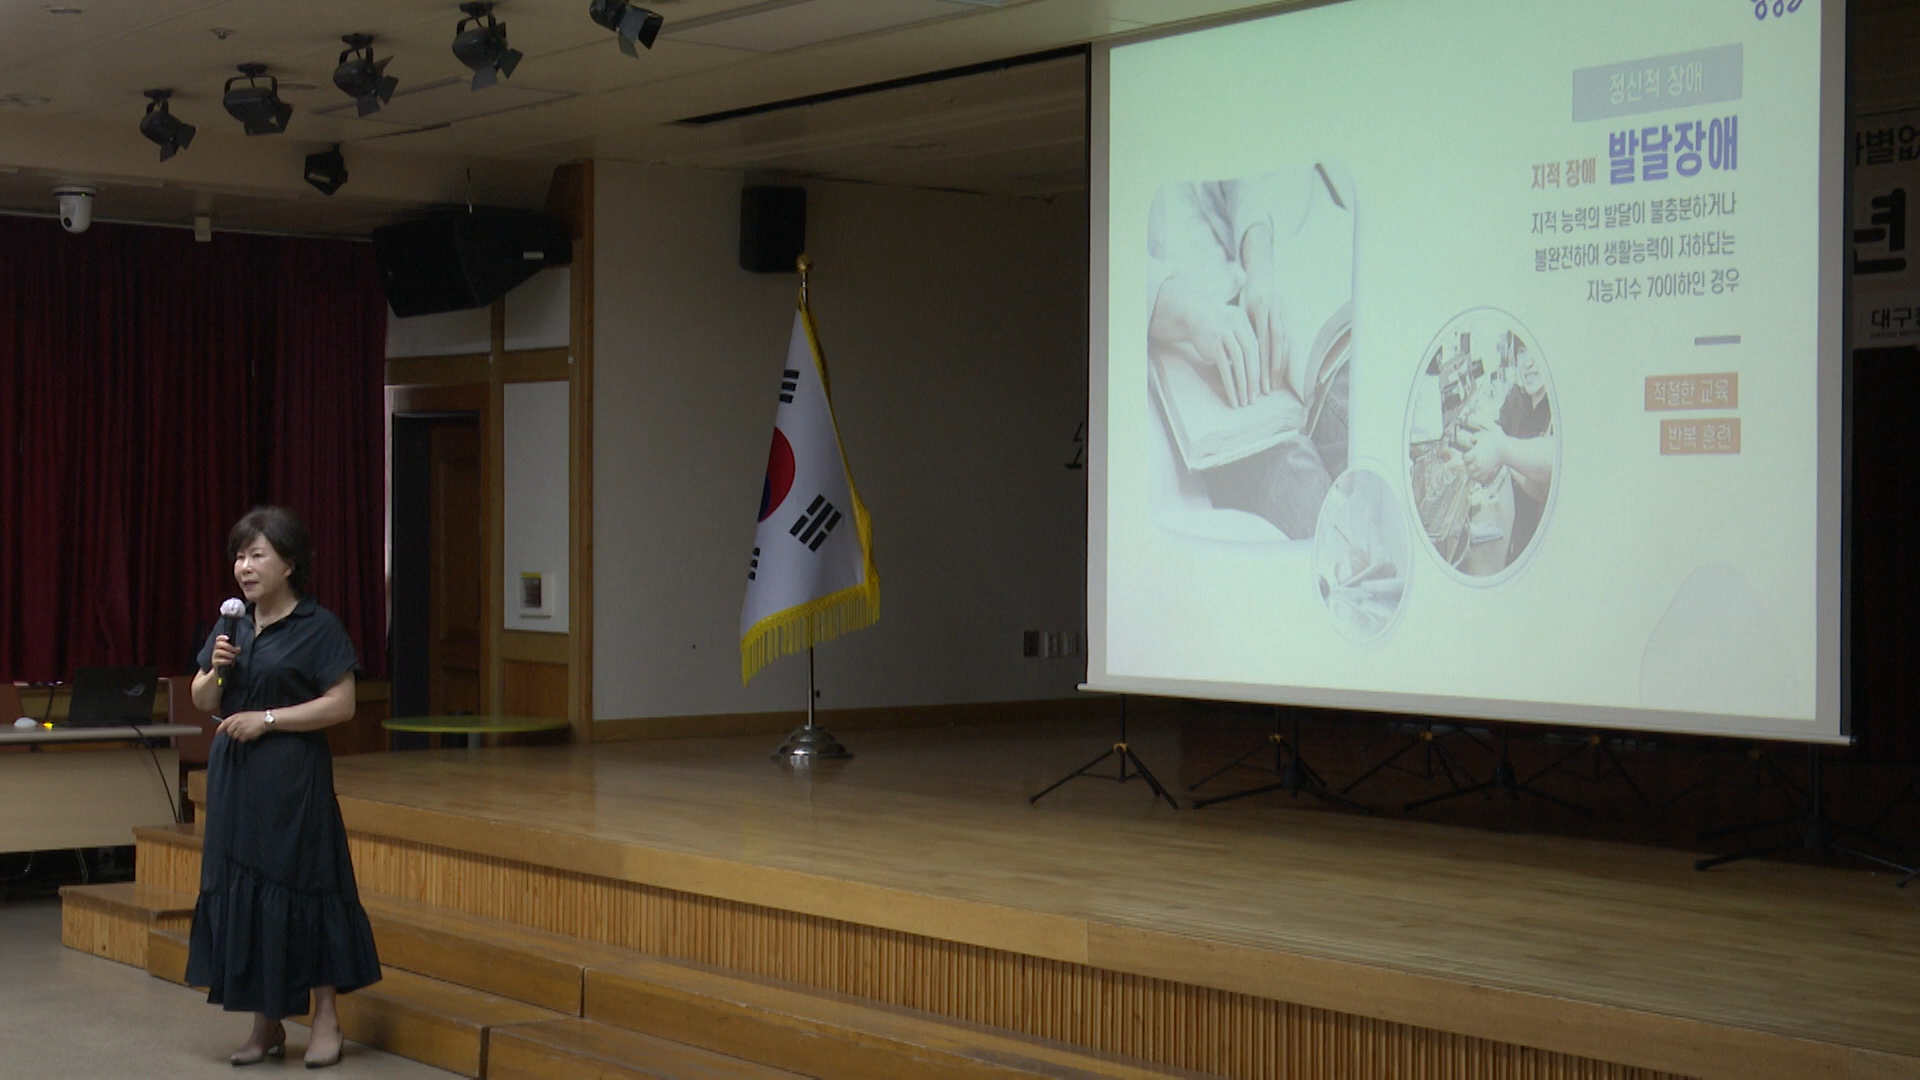 정신적 장애
지적 장애 발달장애
지적 능력의 발달이 불충분하거나
불완전하여 생활능력이 저하되는
지능지수 70이하인 경우
적절한 교육
반복 훈련
별없
년
대구